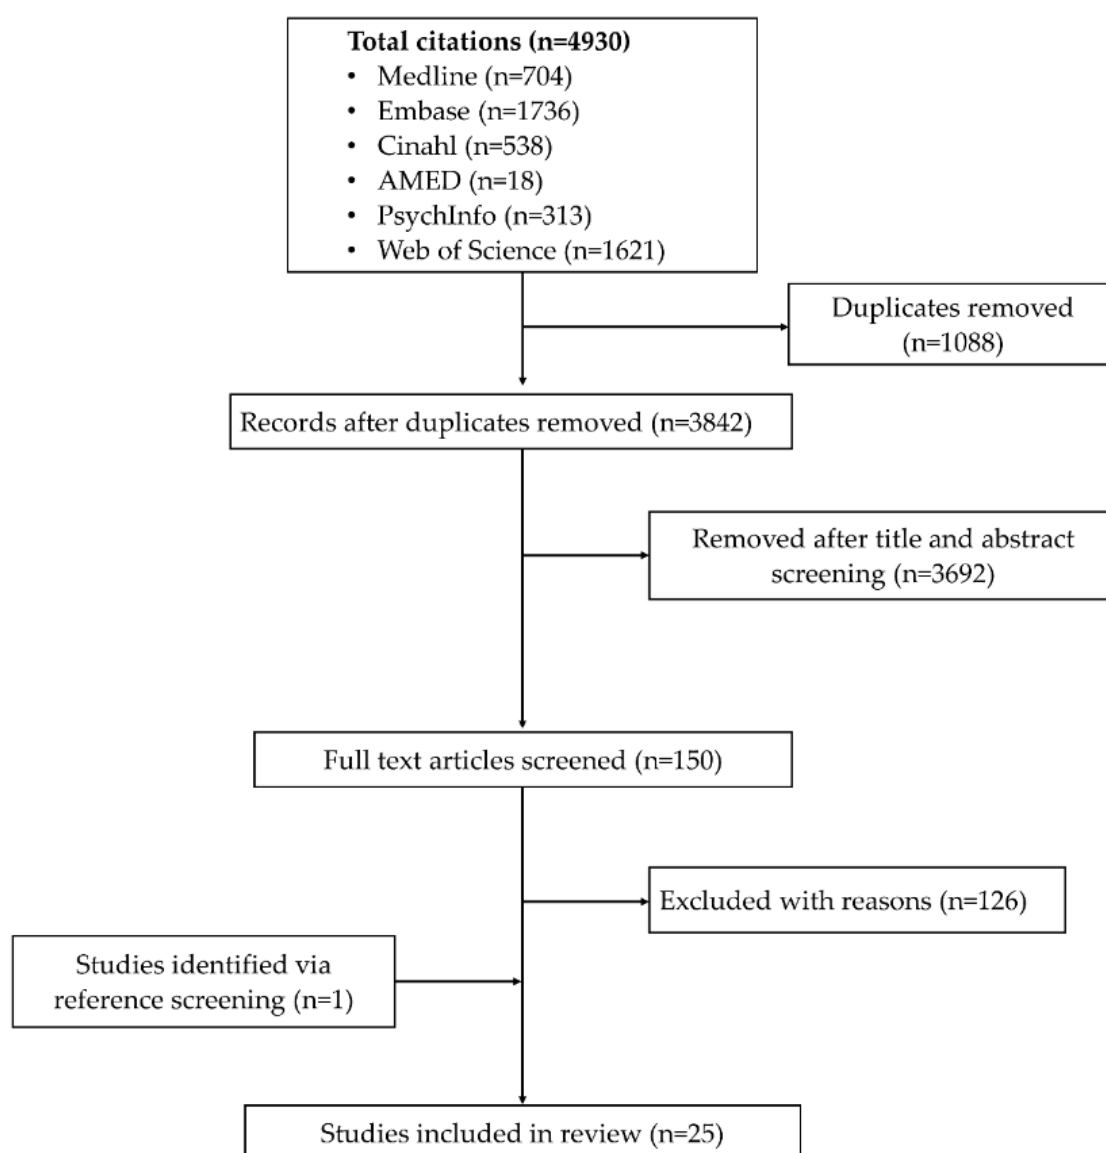 Total citations (n=4930)
• Medline (n=704)
• Embase (n=1736)
• Cinahl (n=538)
• AMED (n=18)
• PsychInfo (n=313)
• Web of Science (n=1621)
Duplicates removed
(n=1088)
Records after duplicates removed (n=3842)
Removed after title and abstract
screening (n=3692)
Full text articles screened (n=150)
Excluded with reasons (n=126)
Studies identified via
reference screening (n=1)
Studies included in review (n=25)